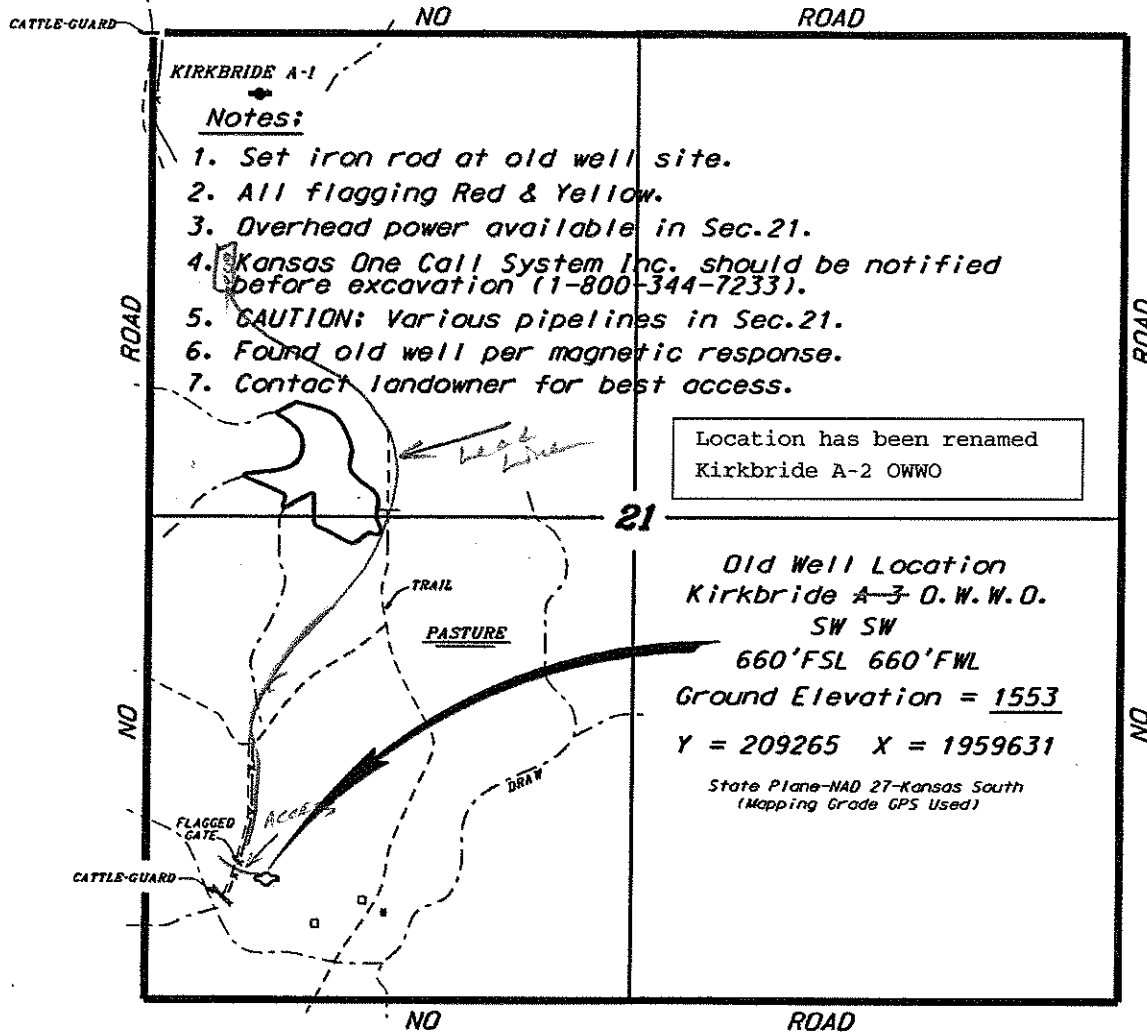 NO ROAD
CATTLE-GUARD
KIRKBRIDE A-1
Notes:
1. Set iron rod at old well site.
2. All flagging Red & Yellow.
3. Overhead power available in Sec.21.
4. Kansas One Call System Inc. should be notified
before excavation (1-800-344-7233).
5. CAUTION: Various pipelines in Sec.21.
6. Found old well per magnetic response.
7. Contact landowner for best access.
ROAD
ROAD
Lead
Line
Location has been renamed
Kirkbride A-2 OWWO
21
Old Well Location
Kirkbride A-3 O.W.W.O.
SW SW
660'FSL 660'FWL
Ground Elevation = 1553
Y = 209265 X = 1959631
State Plane-NAD 27-Kansas South
(Mapping Grade GPS Used)
TRAIL
PASTURE
NO
NO
DRAW
ACCESS
FLAGGED
GATE
CATTLE-GUARD
NO ROAD